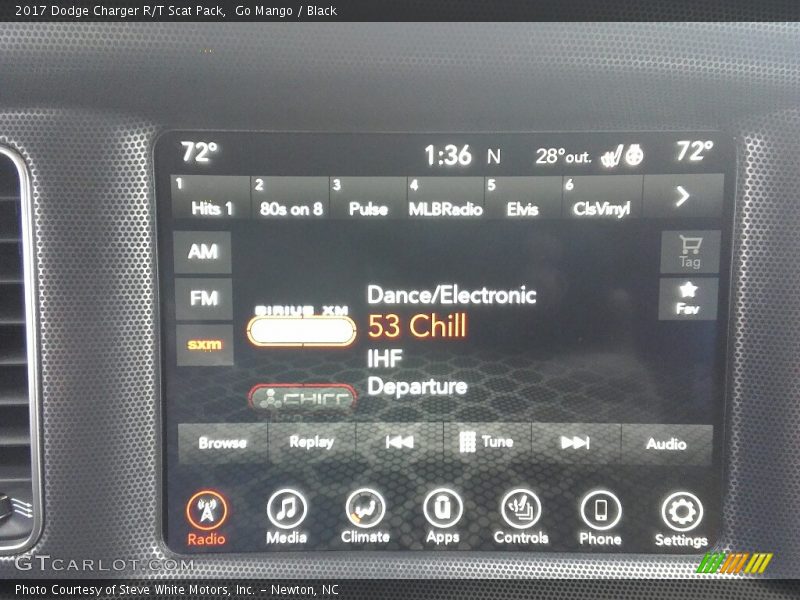 2017 Dodge Charger R/T Scat Pack,  Go Mango / Black
72° 1:36 N 28°out. 72°
1 Hits 1 2 80s on 8 3 Pulse 4 MLBRadio 5 Elvis 6 ClsVinyl
AM
Tag
FM
Fav
sxm
SIRIUS XM
Dance/Electronic
53 Chill
IHF
Departure
CHILL
Browse Replay Tune Audio
Radio Media Climate Apps Controls Phone Settings
GTcarlot.com
Photo Courtesy of Steve White Motors, Inc. – Newton, NC